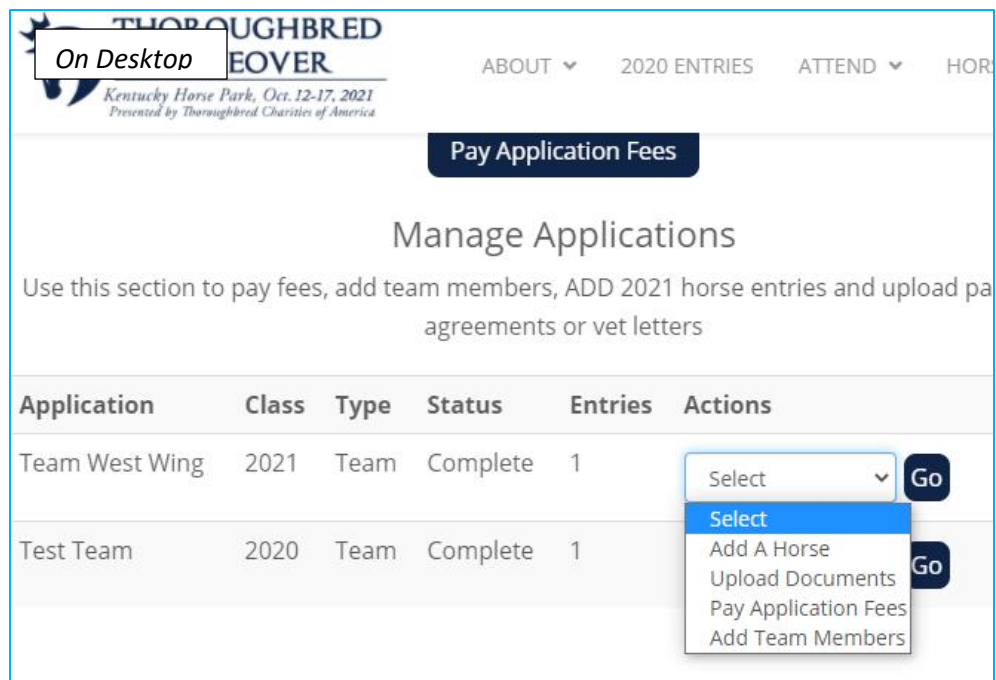 THOROUGHBRED
On Desktop
Kentucky Horse Park, Oct. 12-17, 2021
Presented by Thoroughbred Charities of America
ABOUT 2020 ENTRIES ATTEND
Pay Application Fees
Manage Applications
Use this section to pay fees, add team members, ADD 2021 horse entries and upload
agreements or vet letters
Application Class Type Status Entries Actions
Team West Wing 2021 Team Complete 1 Select Go
Select
Add A Horse
Test Team 2020 Team Complete 1 Go
Upload Documents
Pay Application Fees
Add Team Members